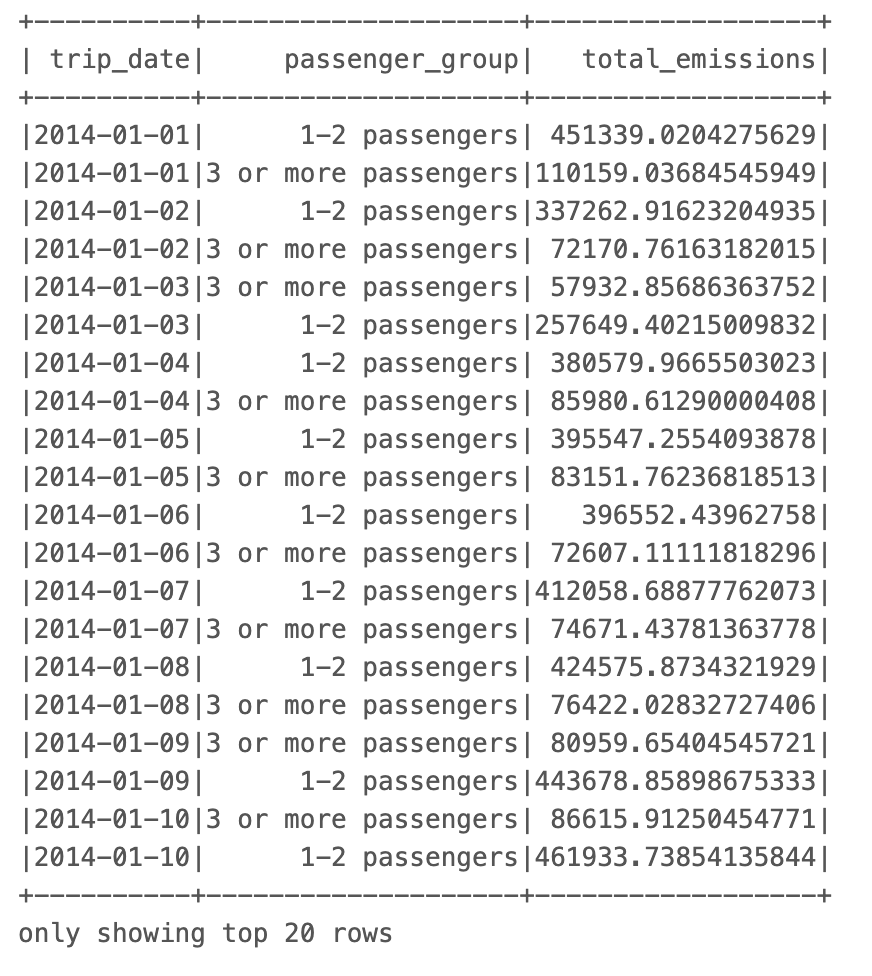 +----------+--------------------+------------------+
| trip_date|     passenger_group|   total_emissions|
+----------+--------------------+------------------+
|2014-01-01|      1-2 passengers| 451339.0204275629|
|2014-01-01|3 or more passengers|110159.03684545949|
|2014-01-02|      1-2 passengers|337262.91623204935|
|2014-01-02|3 or more passengers| 72170.76163182015|
|2014-01-03|3 or more passengers| 57932.85686363752|
|2014-01-03|      1-2 passengers|257649.40215009832|
|2014-01-04|      1-2 passengers| 380579.9665503023|
|2014-01-04|3 or more passengers| 85980.61290000408|
|2014-01-05|      1-2 passengers| 395547.2554093878|
|2014-01-05|3 or more passengers| 83151.76236818513|
|2014-01-06|      1-2 passengers|   396552.43962758|
|2014-01-06|3 or more passengers| 72607.11111818296|
|2014-01-07|      1-2 passengers|412058.68877762073|
|2014-01-07|3 or more passengers| 74671.43781363778|
|2014-01-08|      1-2 passengers| 424575.8734321929|
|2014-01-08|3 or more passengers| 76422.02832727406|
|2014-01-09|3 or more passengers| 80959.65404545721|
|2014-01-09|      1-2 passengers|443678.85898675333|
|2014-01-10|3 or more passengers| 86615.91250454771|
|2014-01-10|      1-2 passengers|461933.73854135844|
+----------+--------------------+------------------+
only showing top 20 rows